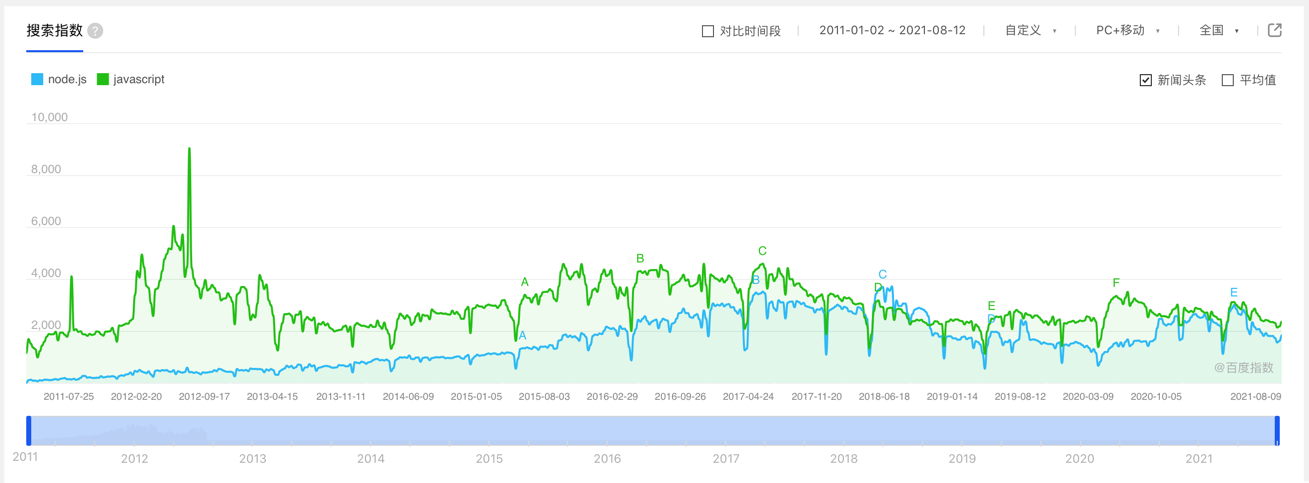 搜索指数 ?
对比时间段 2011-01-02 ~ 2021-08-12 自定义 PC+移动 全国
node.js javascript
新闻头条 平均值
10,000
8,000
6,000
4,000
2,000
A
B
C
D
E
F
A
B
C
D
E
@百度指数
2011-07-25 2012-02-20 2012-09-17 2013-04-15 2013-11-11 2014-06-09 2015-01-05 2015-08-03 2016-02-29 2016-09-26 2017-04-24 2017-11-20 2018-06-18 2019-01-14 2019-08-12 2020-03-09 2020-10-05 2021-08-09
2011 2012 2013 2014 2015 2016 2017 2018 2019 2020 2021